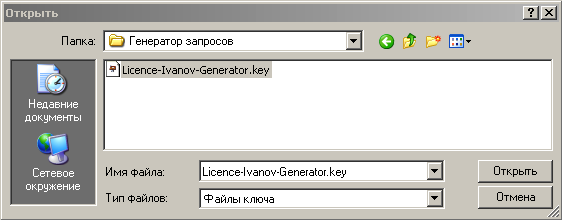 Открыть
Папка:
Генератор запросов
Недавние
документы
Сетевое
окружение
Licence-Ivanov-Generator.key
Имя файла:
Licence-Ivanov-Generator.key
Открыть
Тип файлов:
Файлы ключа
Отмена